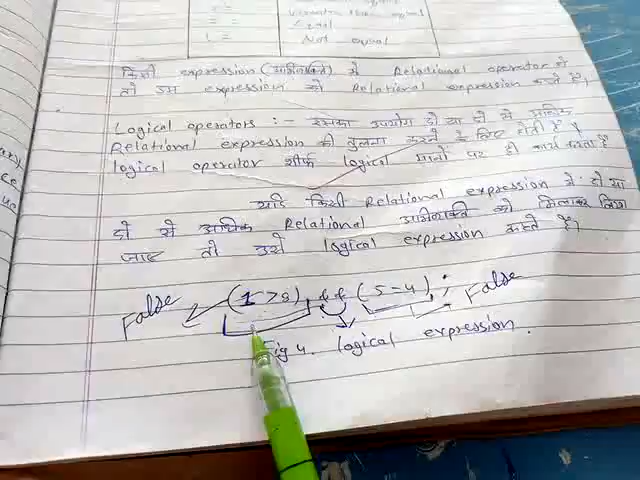 = = Equal
! = Not equal
किसी expression (अभिव्यक्ति) में Relational operator हो
तो उस expression को Relational expression कहते हैं,
Logical operators :- इसका उपयोग दो या दो से अधिक
Relational expression की तुलना करने के लिए होता है
logical operator सिर्फ logical मानों पर ही कार्य करता है
यदि किसी Relational expression में दो या
दो से अधिक Relational अभिव्यक्ति को मिलाकर लिखा
जाए तो उसे logical expression कहते हैं।
False (1 > 8) && (5 - 4) ; False
Fig 4. logical expression.